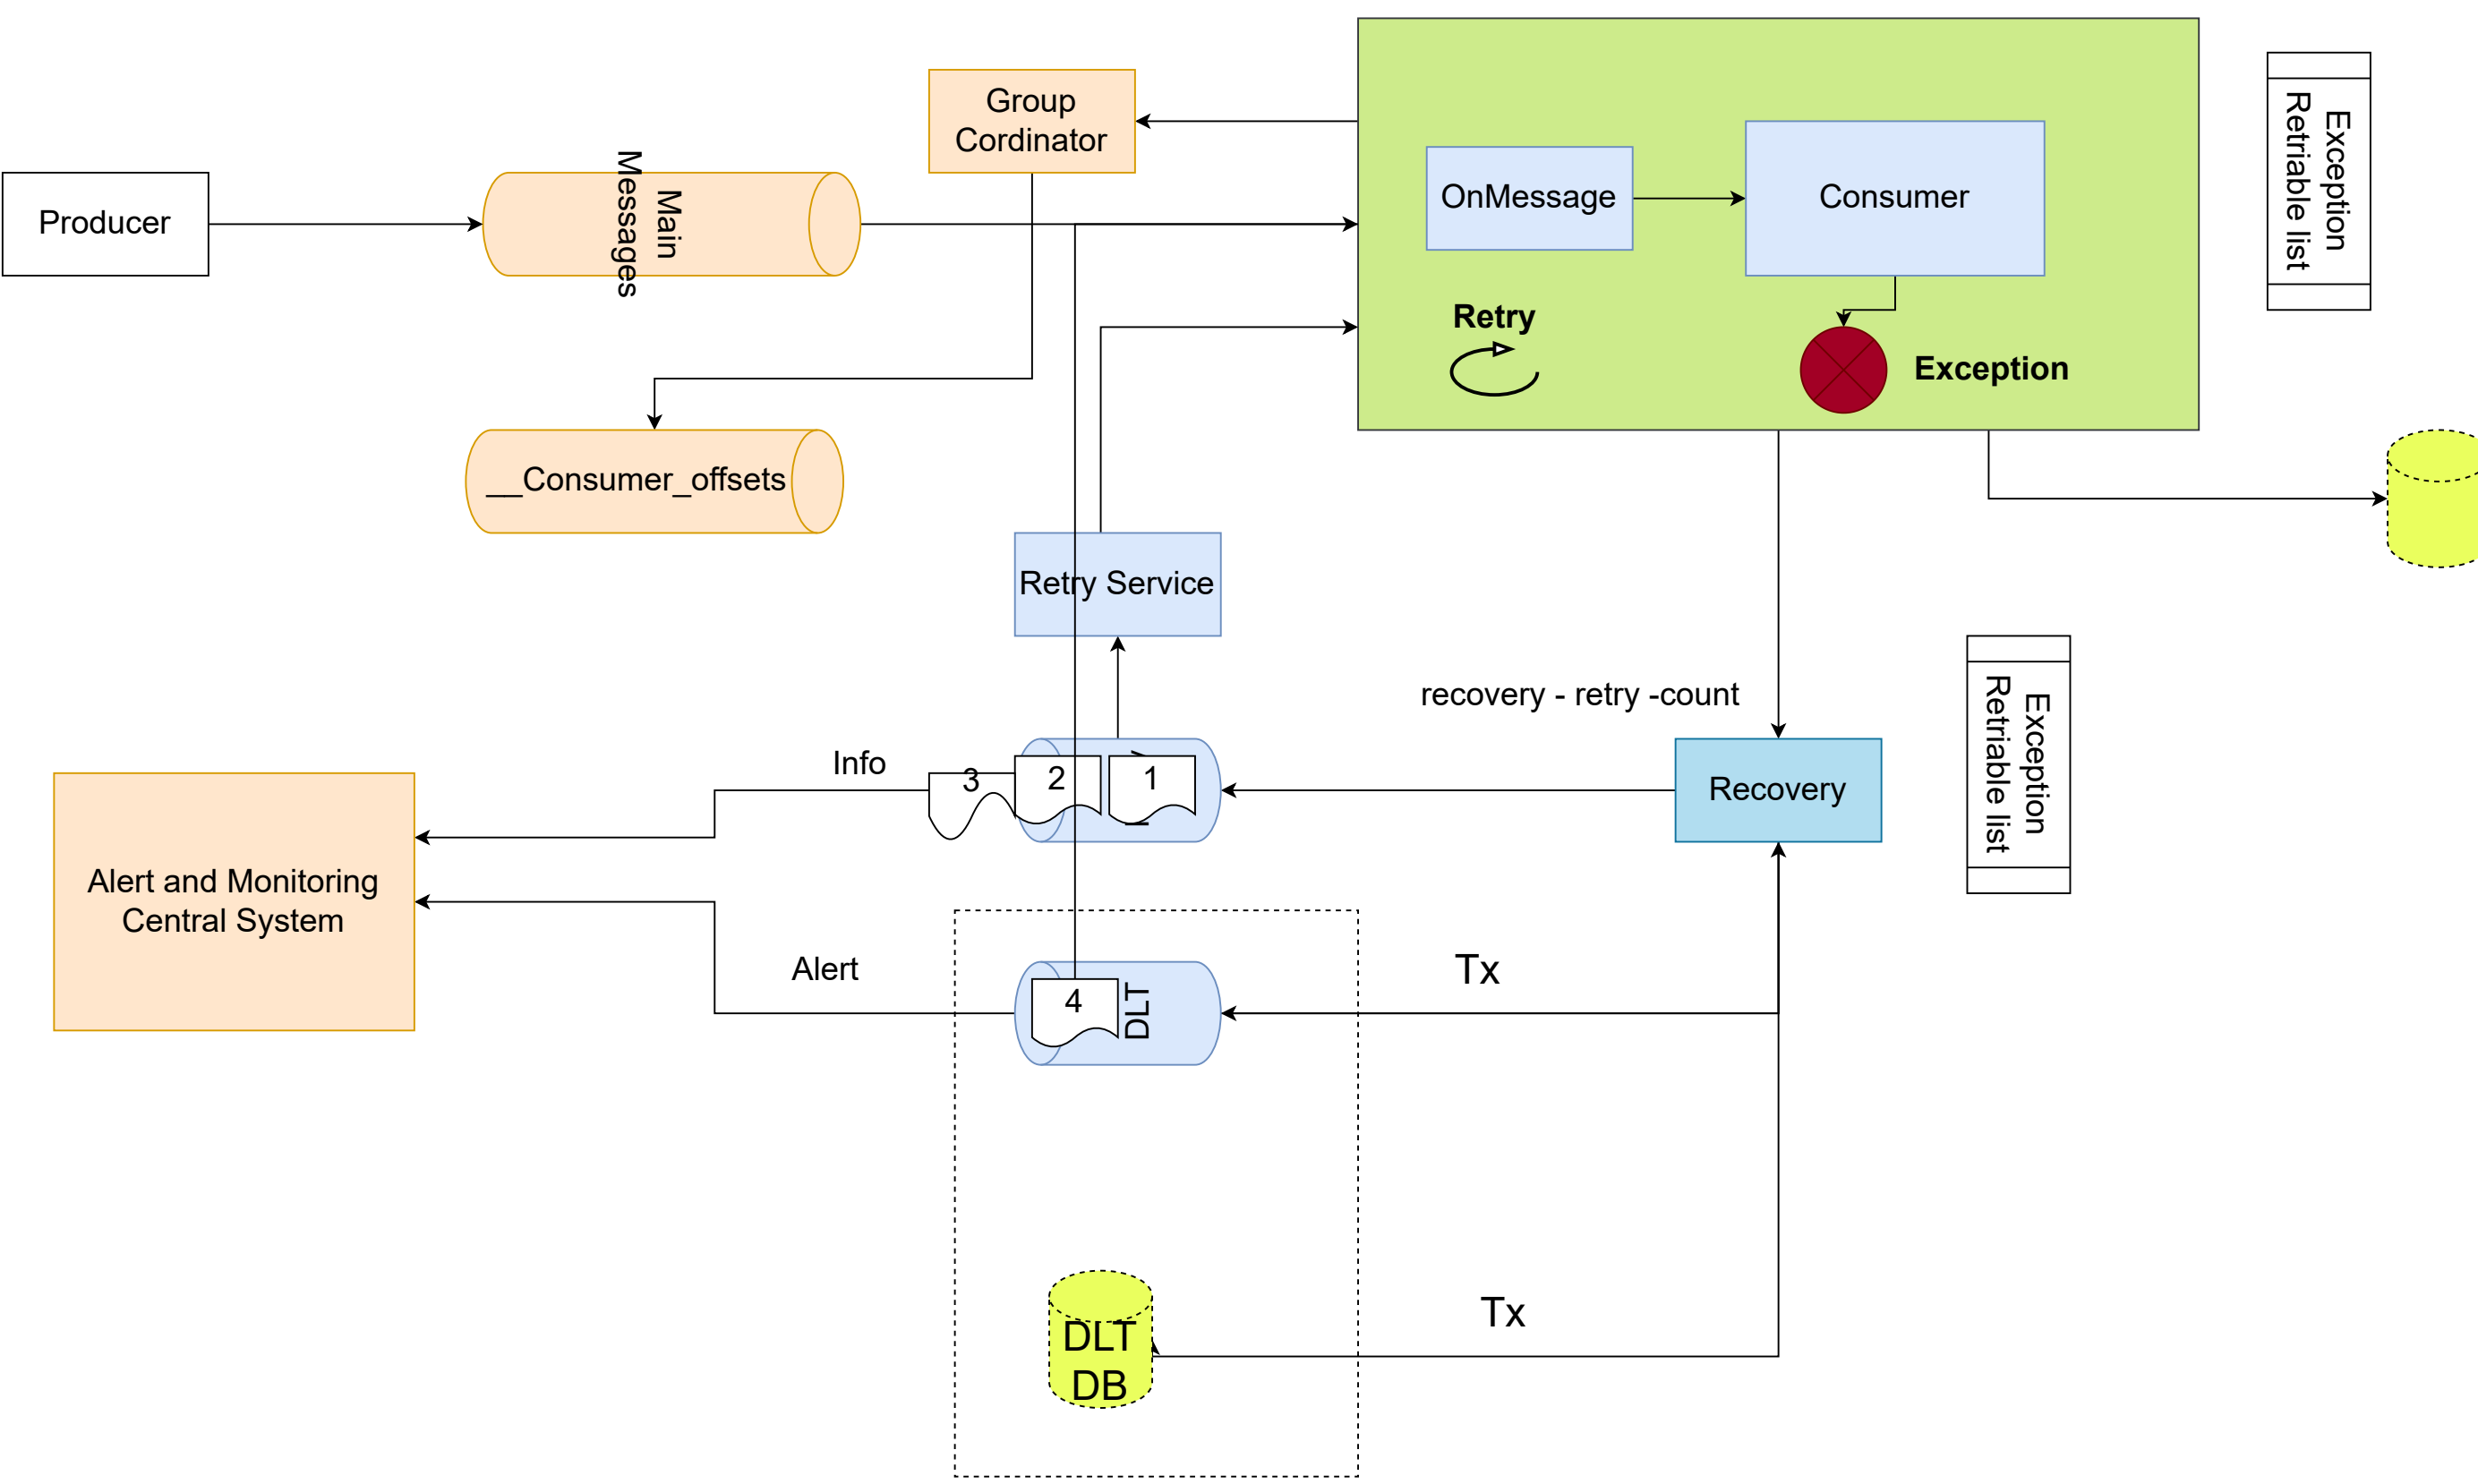 Group
Cordinator
Producer
Main
Messages
OnMessage
Consumer
Exception
Retriable list
Retry
Exception
__Consumer_offsets
Retry Service
recovery - retry -count
Info
3
2
1
Recovery
Exception
Retriable list
Alert and Monitoring
Central System
Alert
4
DLT
Tx
Tx
DLT
DB